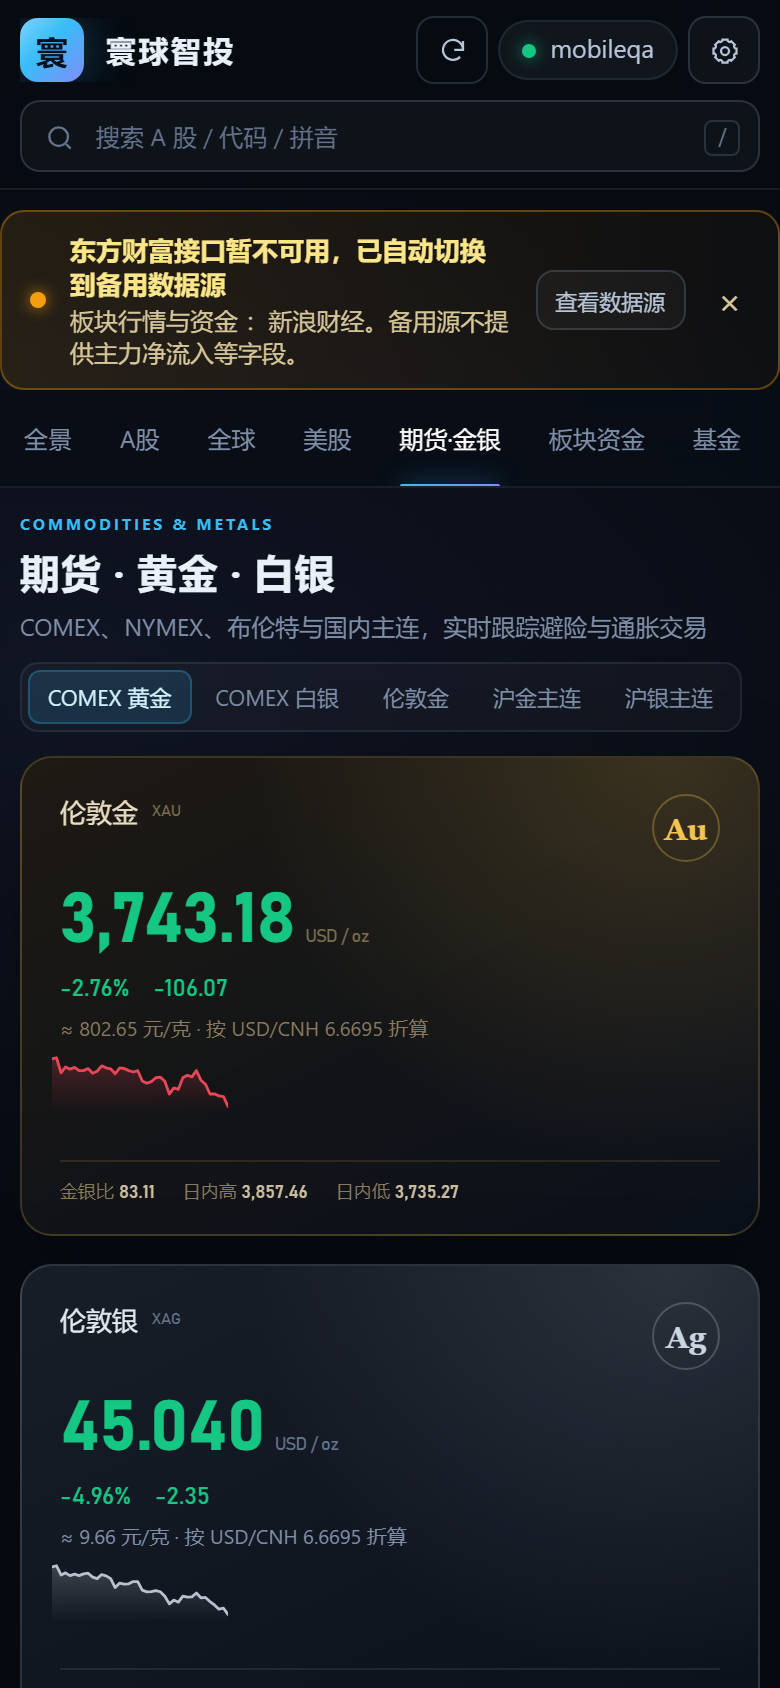 寰 寰球智投 mobileqa
搜索 A 股 / 代码 / 拼音 /
东方财富接口暂不可用，已自动切换
到备用数据源
板块行情与资金 ：新浪财经。备用源不提
供主力净流入等字段。
查看数据源 ×
全景 A股 全球 美股 期货·金银 板块资金 基金
COMMODITIES & METALS
期货 · 黄金 · 白银
COMEX、NYMEX、布伦特与国内主连，实时跟踪避险与通胀交易
COMEX 黄金 COMEX 白银 伦敦金 沪金主连 沪银主连
伦敦金 XAU Au
3,743.18 USD / oz
-2.76% -106.07
≈ 802.65 元/克 · 按 USD/CNH 6.6695 折算
金银比 83.11 日内高 3,857.46 日内低 3,735.27
伦敦银 XAG Ag
45.040 USD / oz
-4.96% -2.35
≈ 9.66 元/克 · 按 USD/CNH 6.6695 折算